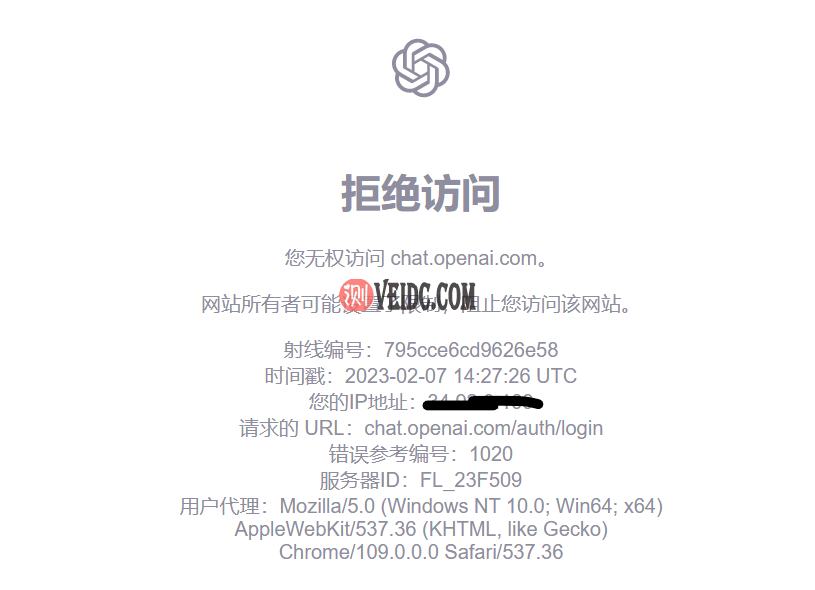 拒绝访问
您无权访问 chat.openai.com。
网站所有者可能设置了限制，阻止您访问该网站。
测 VEIDC.COM
射线编号：795cce6cd9626e58
时间戳：2023-02-07 14:27:26 UTC
您的IP地址：
请求的 URL：chat.openai.com/auth/login
错误参考编号：1020
服务器ID：FL_23F509
用户代理：Mozilla/5.0 (Windows NT 10.0; Win64; x64)
AppleWebKit/537.36 (KHTML, like Gecko)
Chrome/109.0.0.0 Safari/537.36